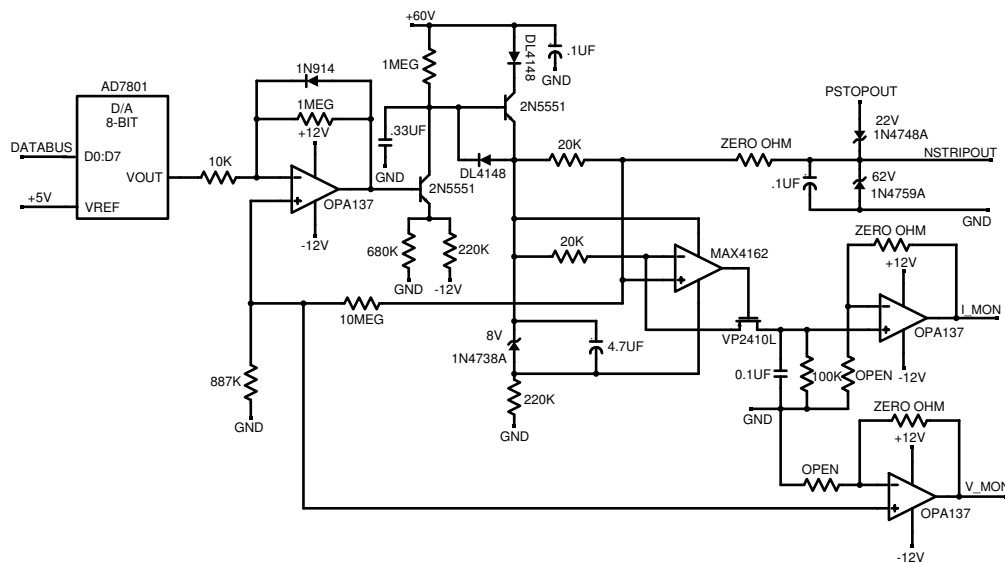 +60V
DL4148
.1UF
GND
1MEG
1N914
1MEG
+12V
AD7801
D/A
8-BIT
DATABUS
D0:D7
VOUT
+5V
VREF
10K
OPA137
-12V
.33UF
GND
2N5551
DL4148
2N5551
680K
220K
GND
-12V
20K
ZERO OHM
PSTOPOUT
22V
1N4748A
NSTRIPOUT
.1UF
62V
1N4759A
GND
20K
MAX4162
ZERO OHM
+12V
I_MON
OPA137
-12V
10MEG
8V
1N4738A
4.7UF
VP2410L
0.1UF
100K
OPEN
887K
GND
220K
GND
GND
ZERO OHM
+12V
OPEN
V_MON
OPA137
-12V